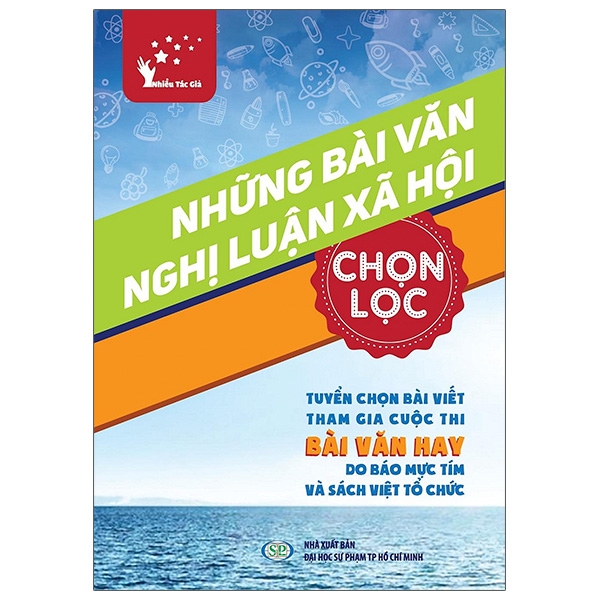 Nhiều Tác Giả
NHỮNG BÀI VĂN
NGHỊ LUẬN XÃ HỘI
CHỌN
LỌC
TUYỂN CHỌN BÀI VIẾT
THAM GIA CUỘC THI
BÀI VĂN HAY
DO BÁO MỰC TÍM
VÀ SÁCH VIỆT TỔ CHỨC
SP
NHÀ XUẤT BẢN
ĐẠI HỌC SƯ PHẠM TP HỒ CHÍ MINH